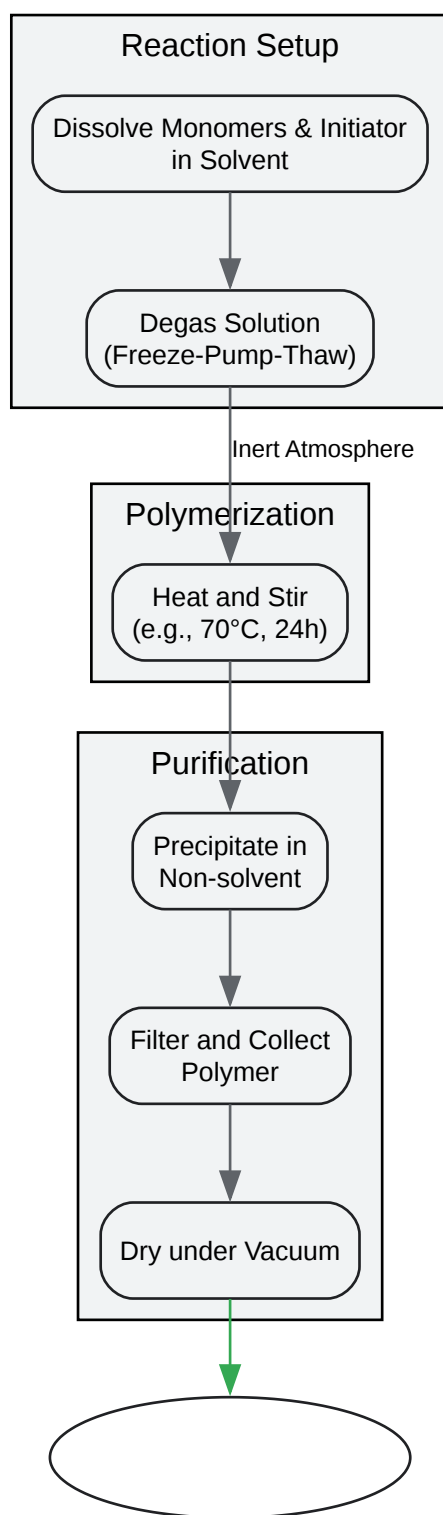 Reaction Setup
Dissolve Monomers & Initiator
in Solvent
Degas Solution
(Freeze-Pump-Thaw)
Inert Atmosphere
Polymerization
Heat and Stir
(e.g., 70°C, 24h)
Purification
Precipitate in
Non-solvent
Filter and Collect
Polymer
Dry under Vacuum